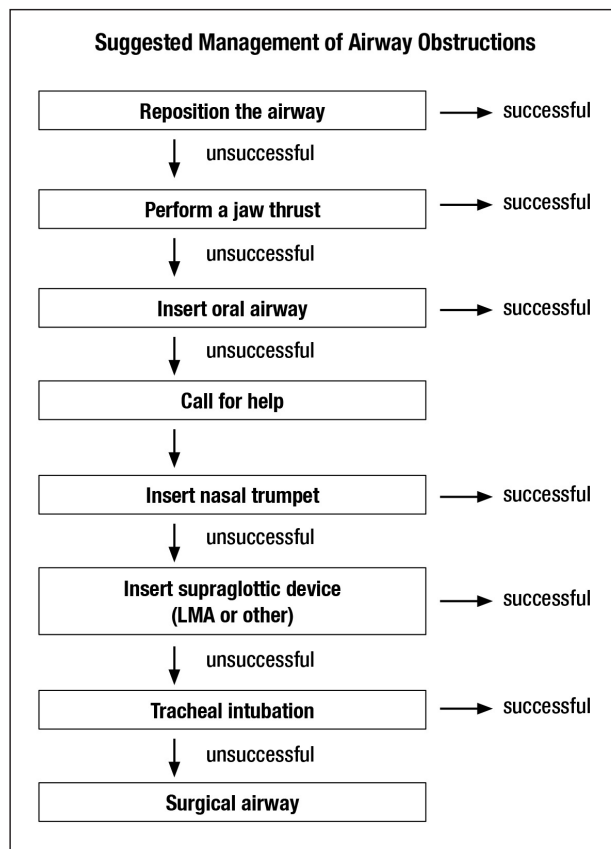 Suggested Management of Airway Obstructions
Reposition the airway
successful
unsuccessful
Perform a jaw thrust
successful
unsuccessful
Insert oral airway
successful
unsuccessful
Call for help
Insert nasal trumpet
successful
unsuccessful
Insert supraglottic device
(LMA or other)
successful
unsuccessful
Tracheal intubation
successful
unsuccessful
Surgical airway